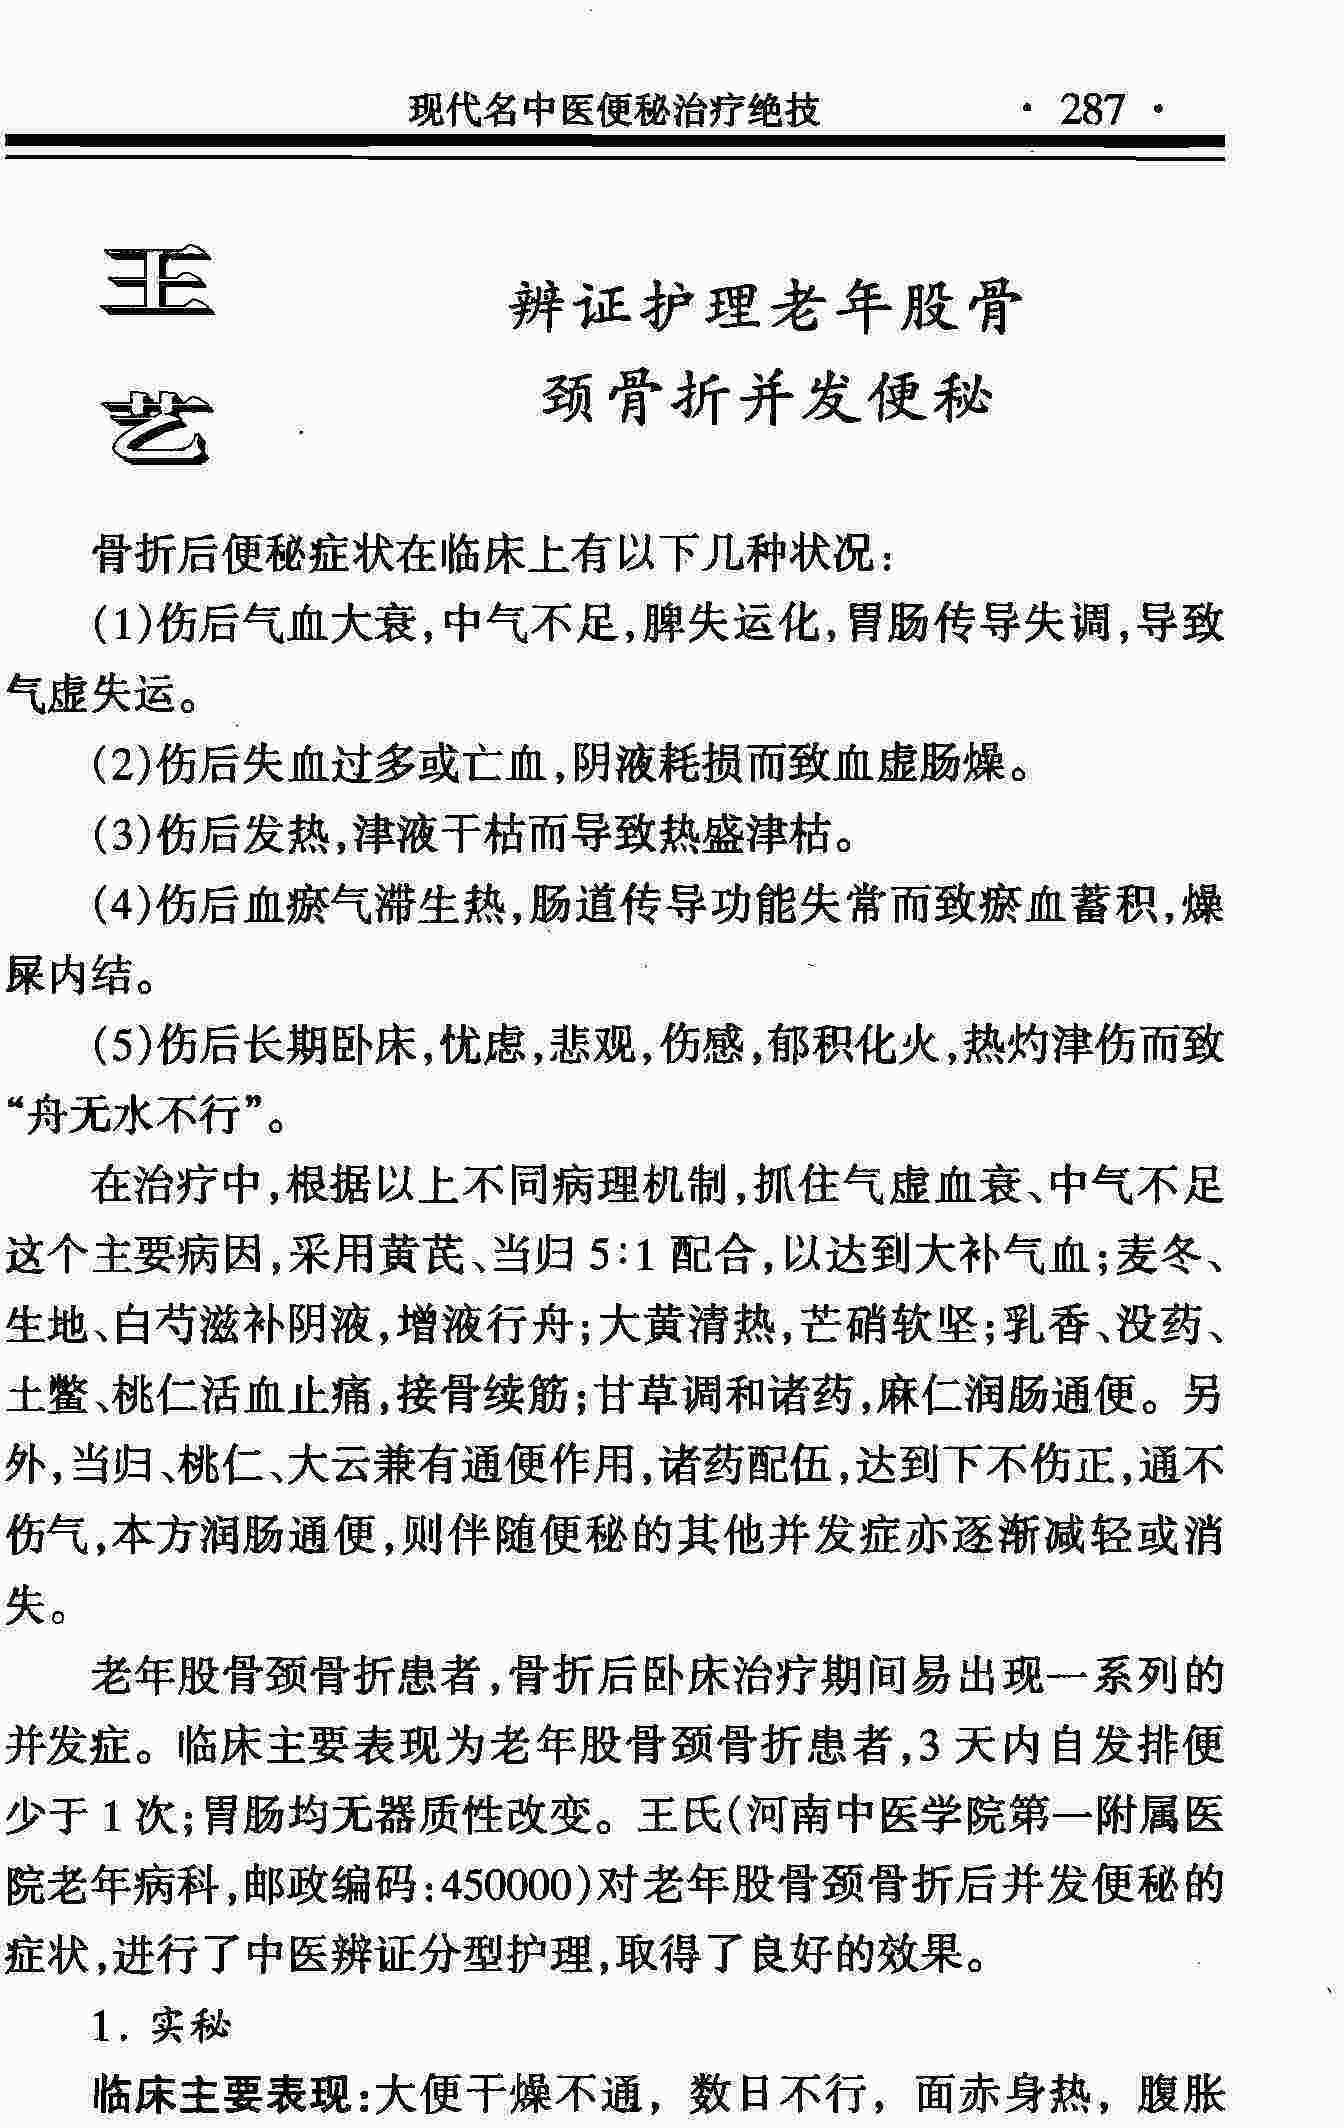 现代名中医便秘治疗绝技 · 287 ·
王艺
辨证护理老年股骨
颈骨折并发便秘
骨折后便秘症状在临床上有以下几种状况:
(1)伤后气血大衰,中气不足,脾失运化,胃肠传导失调,导致
气虚失运。
(2)伤后失血过多或亡血,阴液耗损而致血虚肠燥。
(3)伤后发热,津液干枯而导致热盛津枯。
(4)伤后血瘀气滞生热,肠道传导功能失常而致瘀血蓄积,燥
屎内结。
(5)伤后长期卧床,忧虑,悲观,伤感,郁积化火,热灼津伤而致
“舟无水不行”。
在治疗中,根据以上不同病理机制,抓住气虚血衰、中气不足
这个主要病因,采用黄芪、当归 5:1 配合,以达到大补气血;麦冬、
生地、白芍滋补阴液,增液行舟;大黄清热,芒硝软坚;乳香、没药、
土鳖、桃仁活血止痛,接骨续筋;甘草调和诸药,麻仁润肠通便。另
外,当归、桃仁、大云兼有通便作用,诸药配伍,达到下不伤正,通不
伤气,本方润肠通便,则伴随便秘的其他并发症亦逐渐减轻或消
失。
老年股骨颈骨折患者,骨折后卧床治疗期间易出现一系列的
并发症。临床主要表现为老年股骨颈骨折患者,3 天内自发排便
少于 1 次;胃肠均无器质性改变。王氏(河南中医学院第一附属医
院老年病科,邮政编码:450000)对老年股骨颈骨折后并发便秘的
症状,进行了中医辨证分型护理,取得了良好的效果。
1. 实秘
临床主要表现:大便干燥不通，数日不行，面赤身热，腹胀